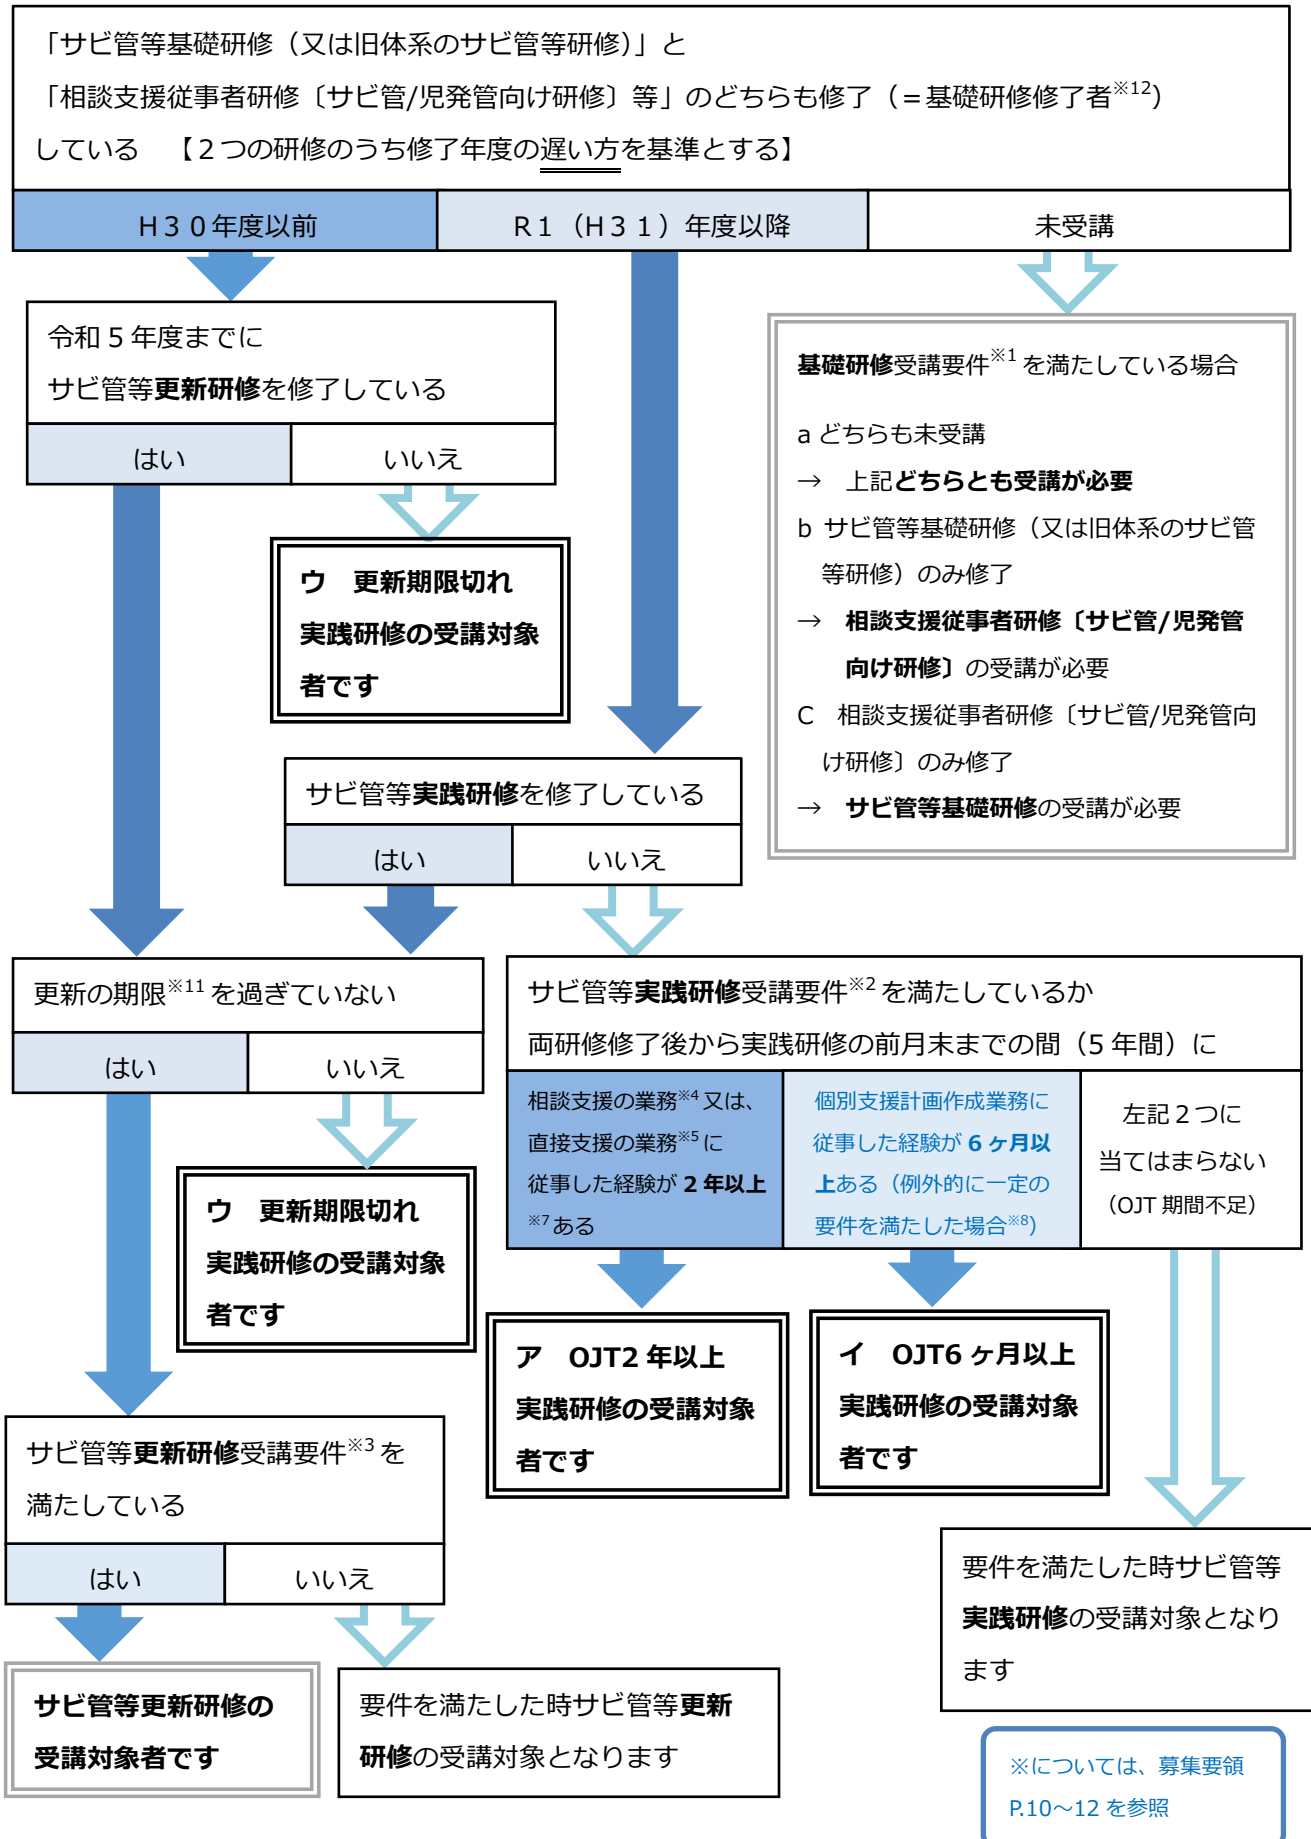 「サビ管等基礎研修（又は旧体系のサビ管等研修）」と
「相談支援従事者研修〔サビ管/児発管向け研修〕等」のどちらも修了（＝基礎研修修了者※12）
している　【２つの研修のうち修了年度の遅い方を基準とする】
H３０年度以前
R１（H３１）年度以降
未受講
令和5年度までに
サビ管等更新研修を修了している
はい
いいえ
ウ　更新期限切れ
実践研修の受講対象
者です
基礎研修受講要件※1を満たしている場合
a どちらも未受講
→　上記どちらとも受講が必要
b サビ管等基礎研修（又は旧体系のサビ管
等研修）のみ修了
→　相談支援従事者研修〔サビ管/児発管
向け研修〕の受講が必要
C　相談支援従事者研修〔サビ管/児発管向
け研修〕のみ修了
→　サビ管等基礎研修の受講が必要
サビ管等実践研修を修了している
はい
いいえ
更新の期限※11を過ぎていない
はい
いいえ
ウ　更新期限切れ
実践研修の受講対象
者です
サビ管等実践研修受講要件※2を満たしているか
両研修修了後から実践研修の前月末までの間（5年間）に
相談支援の業務※4又は、
直接支援の業務※5に
従事した経験が2年以上
※7ある
個別支援計画作成業務に
従事した経験が6ヶ月以
上ある（例外的に一定の
要件を満たした場合※8）
左記2つに
当てはまらない
（OJT期間不足）
ア　OJT2年以上
実践研修の受講対象
者です
イ　OJT6ヶ月以上
実践研修の受講対象
者です
サビ管等更新研修受講要件※3を
満たしている
はい
いいえ
サビ管等更新研修の
受講対象者です
要件を満たした時サビ管等更新
研修の受講対象となります
要件を満たした時サビ管等
実践研修の受講対象となり
ます
※については、募集要領
P.10～12を参照